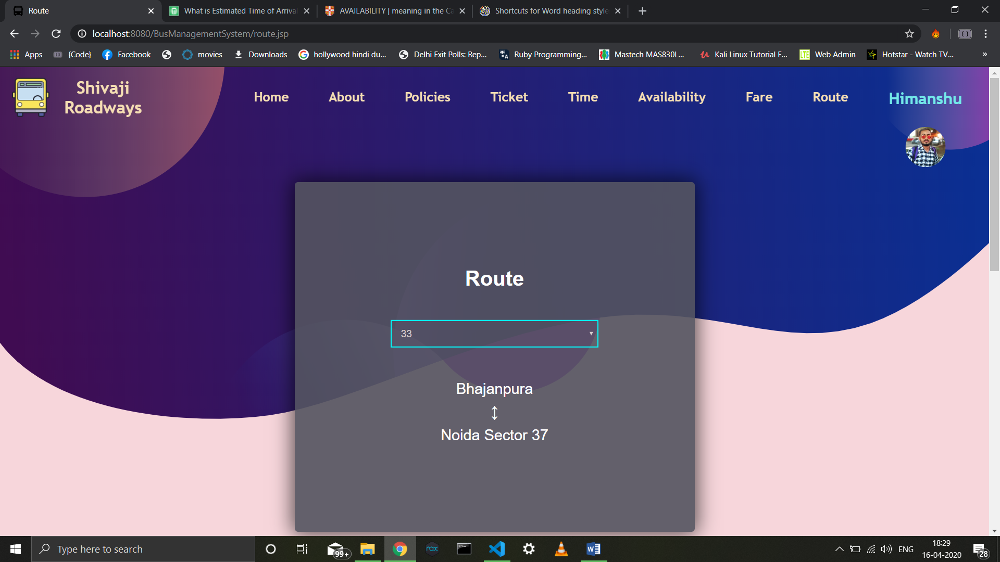 Route
What is Estimated Time of Arrival
AVAILABILITY | meaning in the Ca
Shortcuts for Word heading style
localhost:8080/BusManagementSystem/route.jsp
Apps
{Code}
Facebook
movies
Downloads
hollywood hindi du...
Delhi Exit Polls: Rep...
Ruby Programming...
Mastech MAS830L...
Kali Linux Tutorial F...
LTE
Web Admin
Hotstar - Watch TV...
»
Shivaji
Roadways
Home
About
Policies
Ticket
Time
Availability
Fare
Route
Himanshu
Route
33
Bhajanpura
↕
Noida Sector 37
Type here to search
99+
nox
ENG
18:29
16-04-2020
28